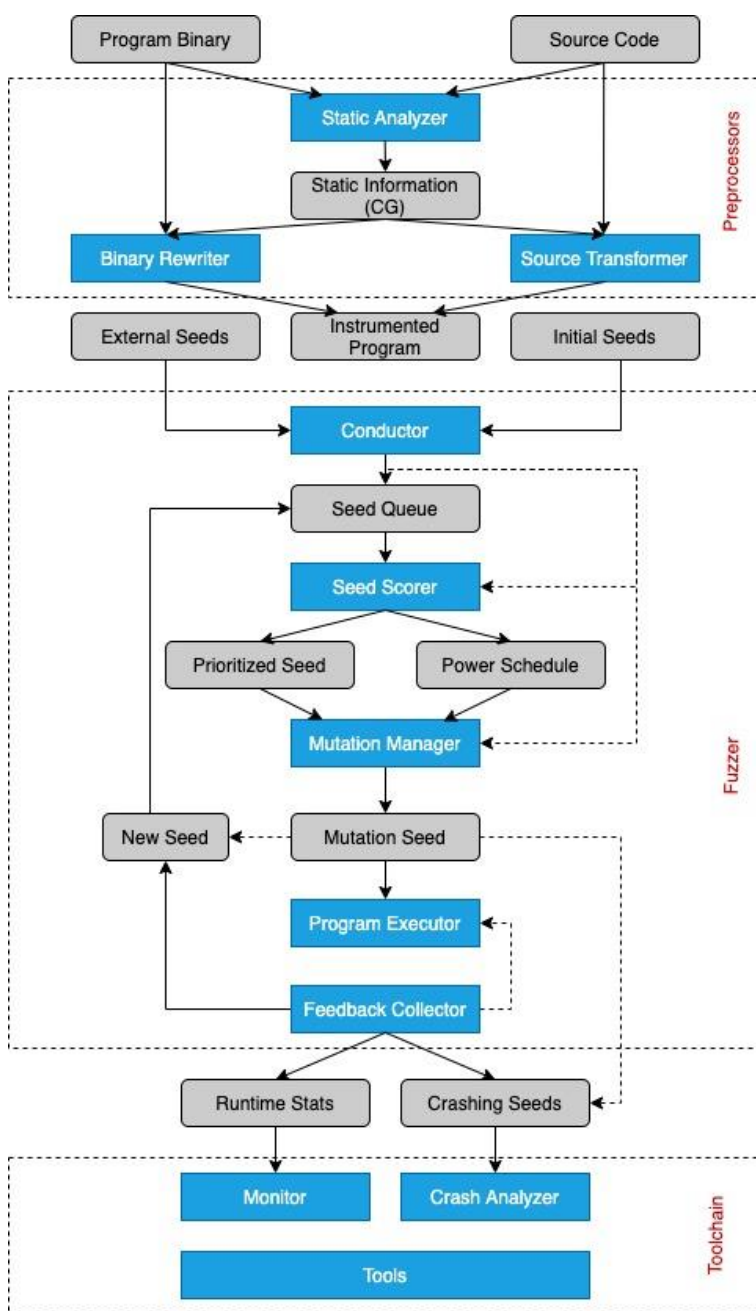 Program Binary
Source Code
Static Analyzer
Static Information
(CG)
Preprocessors
Binary Rewriter
Source Transformer
External Seeds
Instrumented
Program
Initial Seeds
Conductor
Seed Queue
Seed Scorer
Prioritized Seed
Power Schedule
Mutation Manager
Fuzzer
New Seed
Mutation Seed
Program Executor
Feedback Collector
Runtime Stats
Crashing Seeds
Monitor
Crash Analyzer
Toolchain
Tools